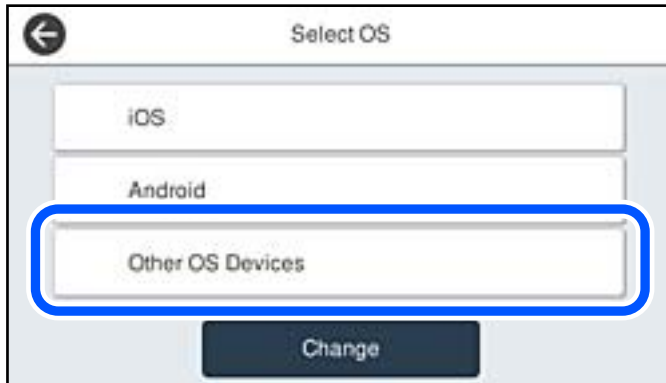 Select OS
iOS
Android
Other OS Devices
Change